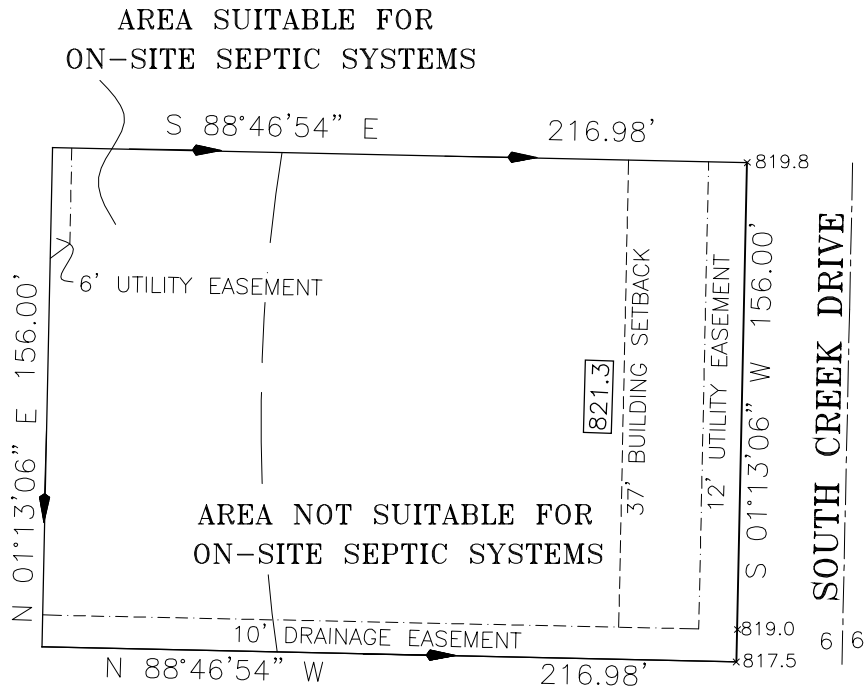 AREA SUITABLE FOR
ON-SITE SEPTIC SYSTEMS
S 88°46'54" E
216.98'
819.8
6' UTILITY EASEMENT
N 01°13'06" E 156.00'
821.3
37' BUILDING SETBACK
12' UTILITY EASEMENT
S 01°13'06" W 156.00'
SOUTH CREEK DRIVE
AREA NOT SUITABLE FOR
ON-SITE SEPTIC SYSTEMS
10' DRAINAGE EASEMENT
819.0
6 6
817.5
N 88°46'54" W
216.98'